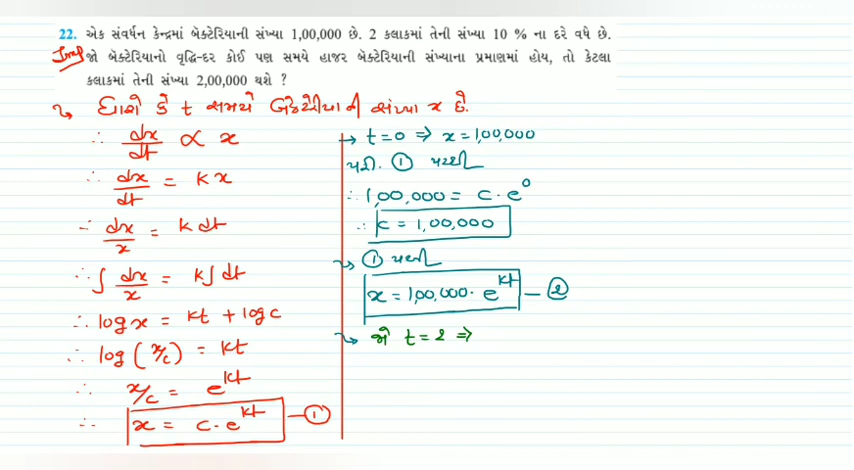 22. એક સંવર્ધન કેન્દ્રમાં બૅક્ટેરિયાની સંખ્યા 1,00,000 છે. 2 કલાકમાં તેની સંખ્યા 10 % ના દરે વધે છે.
Imp જો બૅક્ટેરિયાનો વૃદ્ધિ-દર કોઈ પણ સમયે હાજર બૅક્ટેરિયાની સંખ્યાના પ્રમાણમાં હોય, તો કેટલા
કલાકમાં તેની સંખ્યા 2,00,000 થશે ?
ધારો કે t સમયે બેક્ટેરીયાની સંખ્યા x છે.
∴ dx/dt ∝ x
∴ dx/dt = kx
∴ dx/x = k dt
∴ ∫ dx/x = k∫dt
∴ log x = kt + log c
∴ log (x/c) = kt
∴ x/c = e^kt
∴ x = c · e^kt —①
→ t = 0 ⇒ x = 1,00,000
① પરથી
∴ 1,00,000 = c · e^0
∴ c = 1,00,000
① પરથી
x = 1,00,000 · e^kt —②
જો t = 2 ⇒